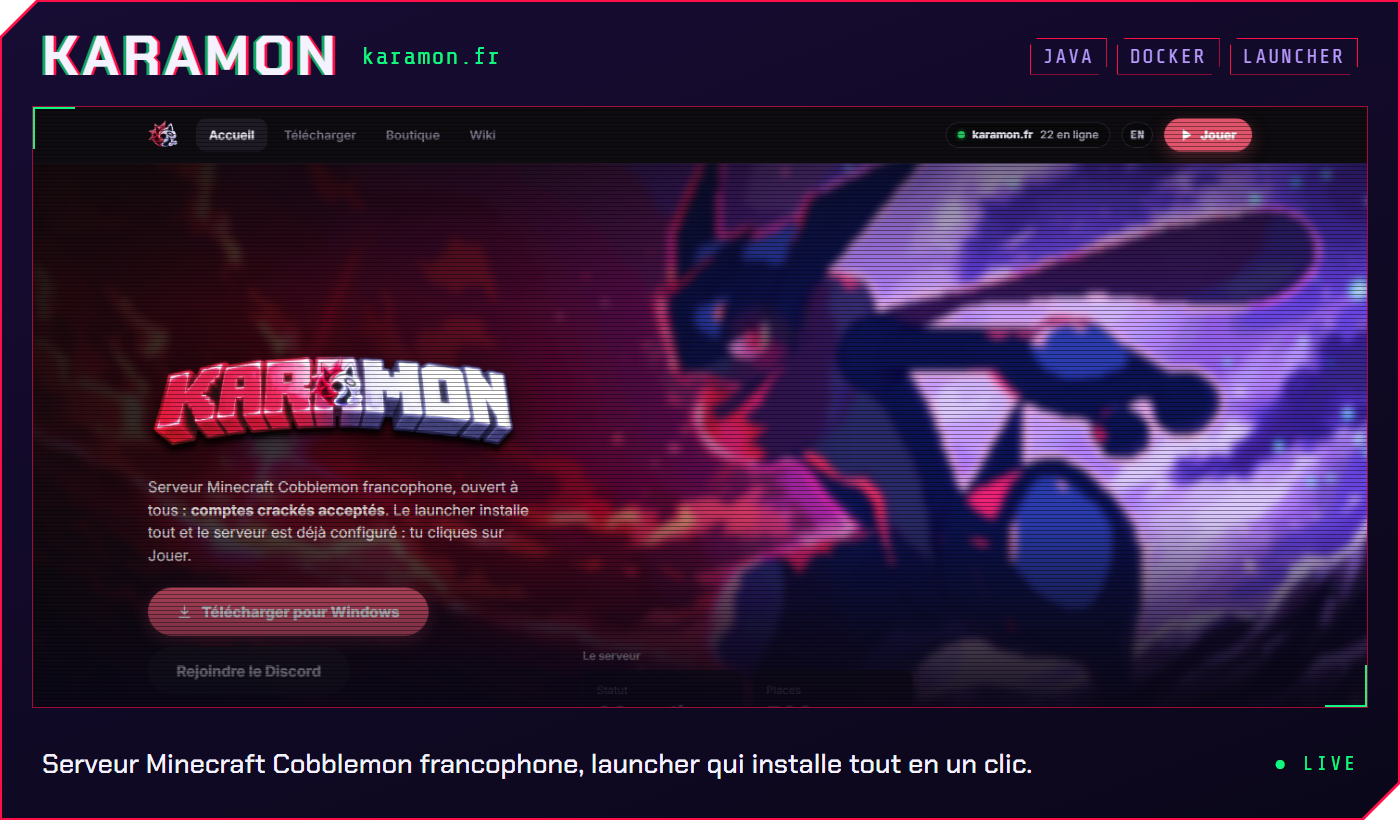 KARAMON
karamon.fr
JAVA
DOCKER
LAUNCHER
Accueil
Télécharger
Boutique
Wiki
karamon.fr 22 en ligne
EN
Jouer
KARAMON
Serveur Minecraft Cobblemon francophone, ouvert à
tous : comptes crackés acceptés. Le launcher installe
tout et le serveur est déjà configuré : tu cliques sur
Jouer.
Télécharger pour Windows
Rejoindre le Discord
Le serveur
Statut
Places
Serveur Minecraft Cobblemon francophone, launcher qui installe tout en un clic.
LIVE